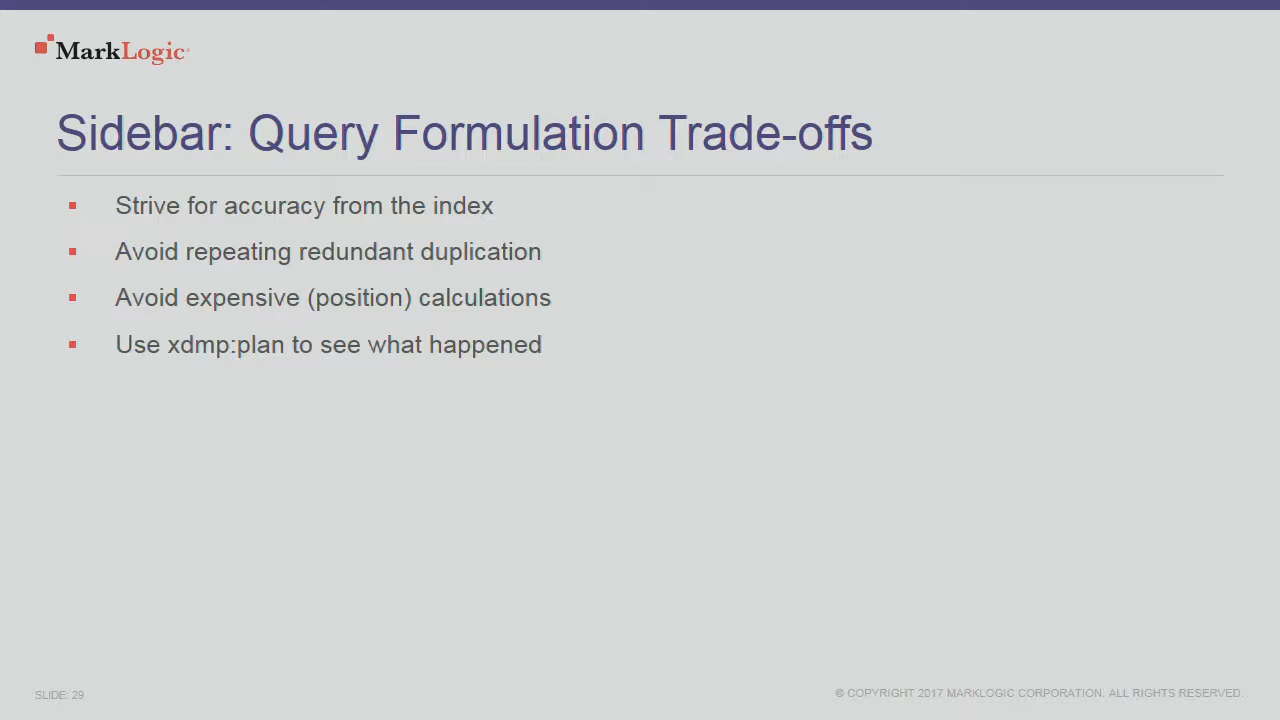 MarkLogic
Sidebar: Query Formulation Trade-offs
Strive for accuracy from the index
Avoid repeating redundant duplication
Avoid expensive (position) calculations
Use xdmp:plan to see what happened
SLIDE: 29
© COPYRIGHT 2017 MARKLOGIC CORPORATION. ALL RIGHTS RESERVED.